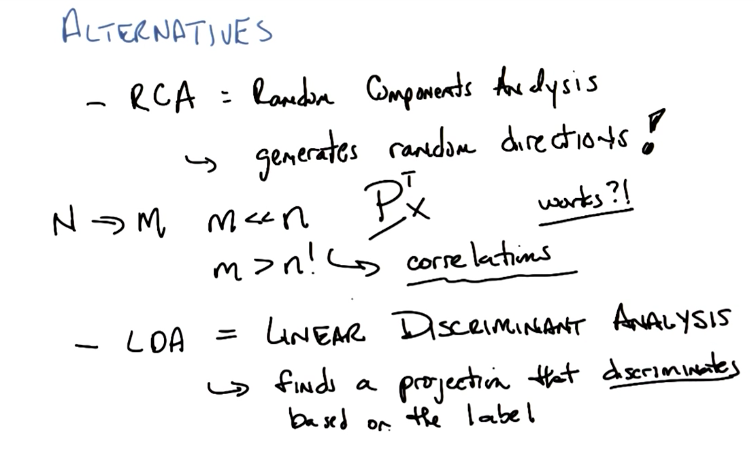 ALTERNATIVES
- RCA = Random Components Analysis
↳ generates random directions!
N ⇒ M m << n Pᵀx works?!
m > n! ↳ correlations
- LDA = LINEAR DISCRIMINANT ANALYSIS
↳ finds a projection that discriminates
based on the label